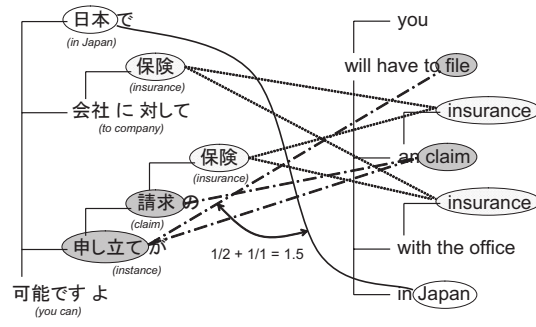 日本 で
(in Japan)
保険
(insurance)
会社 に 対して
(to company)
保険
(insurance)
請求 の
(claim)
申し立て が
(instance)
可能です よ
(you can)
1/2 + 1/1 = 1.5
you
will have to file
insurance
an claim
insurance
with the office
in Japan